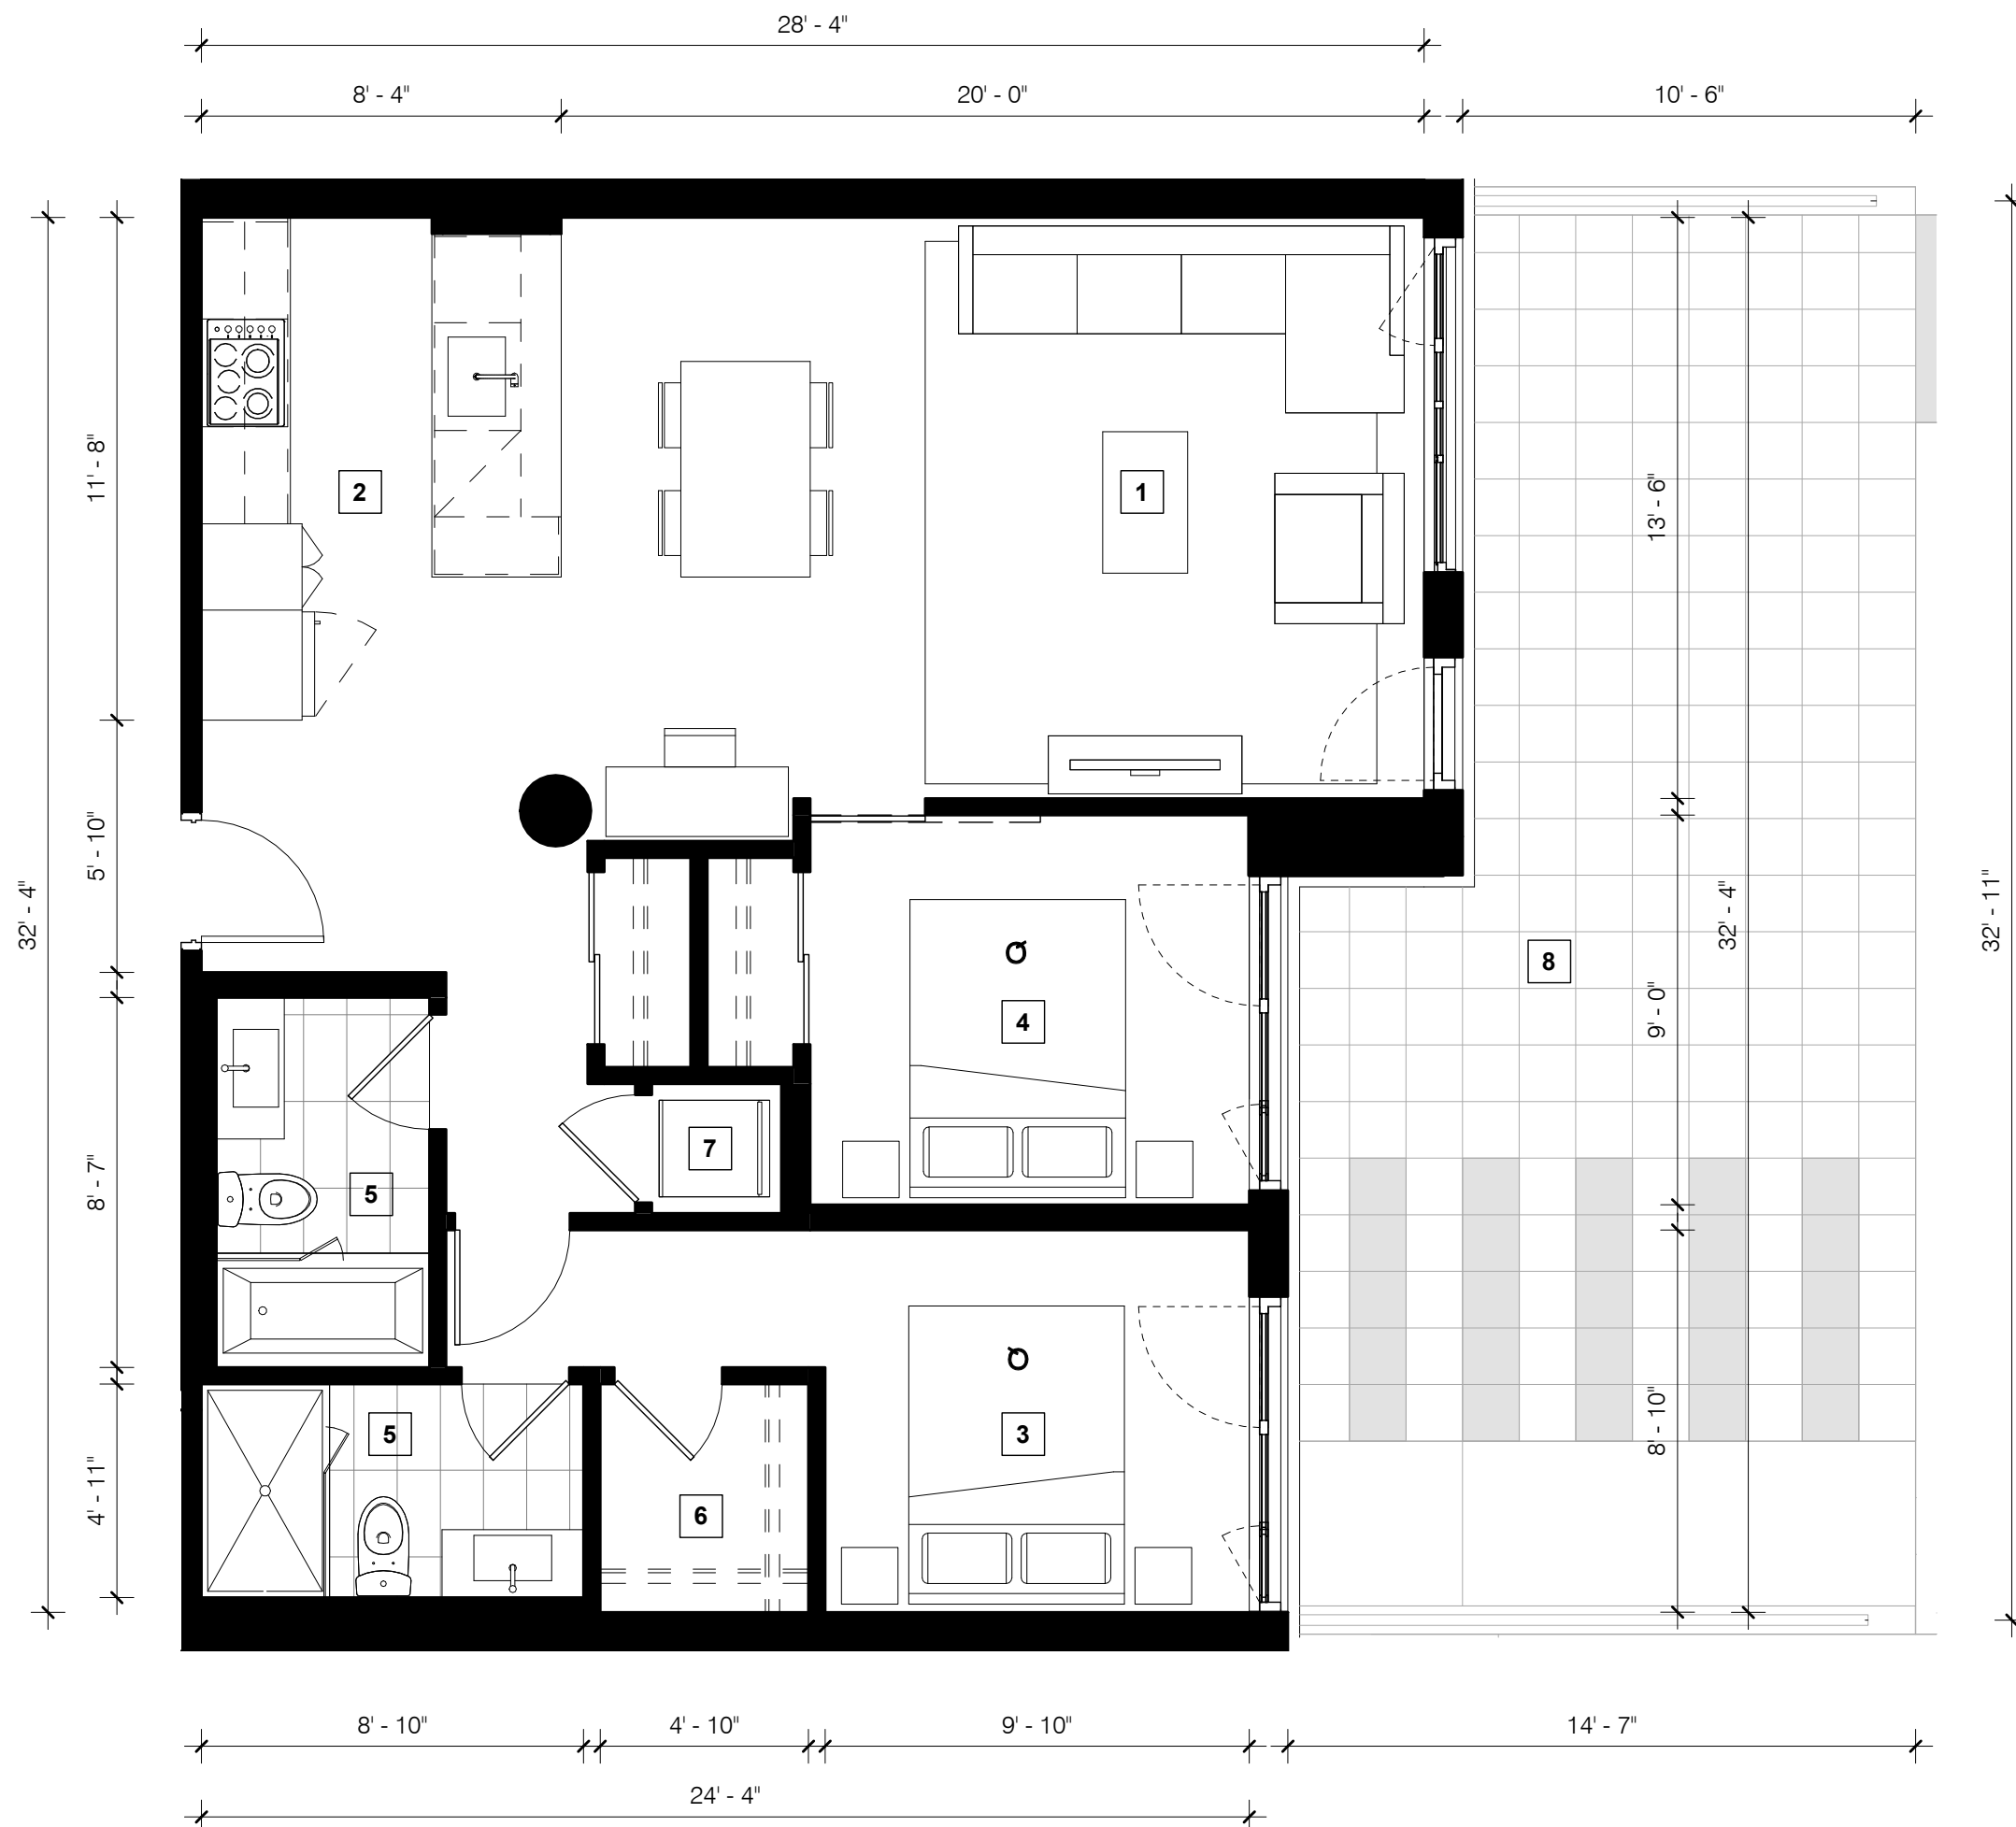 28' - 4"
8' - 4"
20' - 0"
10' - 6"
2
1
11' - 8"
13' - 6"
5' - 10"
32' - 4"
32' - 4"
32' - 11"
8
Q
4
9' - 0"
7
5
8' - 7"
Q
3
5
8' - 10"
6
4' - 11"
8' - 10"
4' - 10"
9' - 10"
14' - 7"
24' - 4"